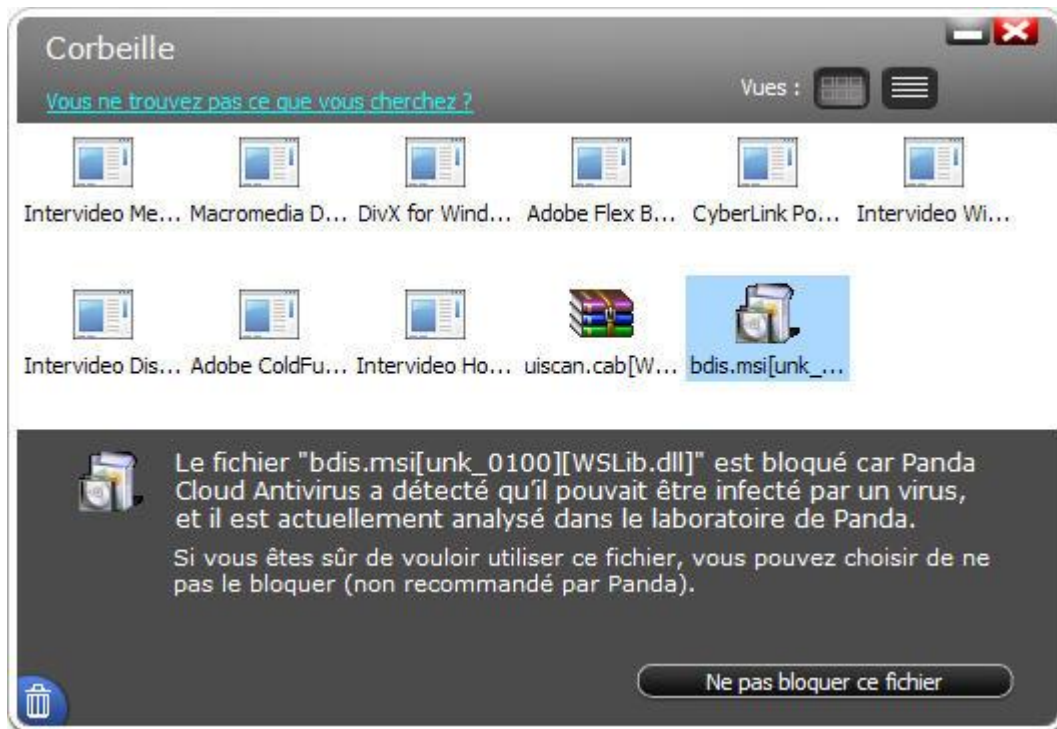 Corbeille
Vous ne trouvez pas ce que vous cherchez ?
Vues :
Intervideo Me... Macromedia D... DivX for Wind... Adobe Flex B... CyberLink Po... Intervideo Wi...
Intervideo Dis... Adobe ColdFu... Intervideo Ho... uiscan.cab[W... bdis.msi[unk_...
Le fichier "bdis.msi[unk_0100][WSLib.dll]" est bloqué car Panda
Cloud Antivirus a détecté qu'il pouvait être infecté par un virus,
et il est actuellement analysé dans le laboratoire de Panda.
Si vous êtes sûr de vouloir utiliser ce fichier, vous pouvez choisir de ne
pas le bloquer (non recommandé par Panda).
Ne pas bloquer ce fichier